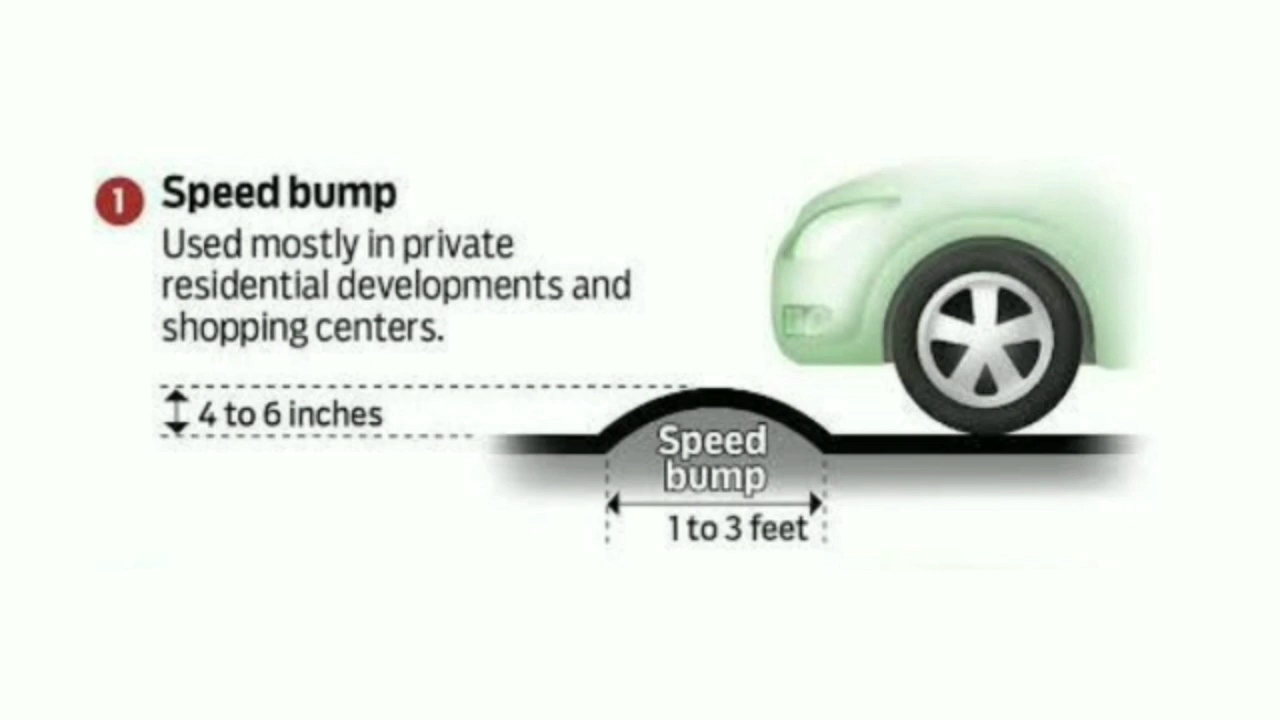 1
Speed bump
Used mostly in private
residential developments and
shopping centers.
4 to 6 inches
Speed
bump
1 to 3 feet